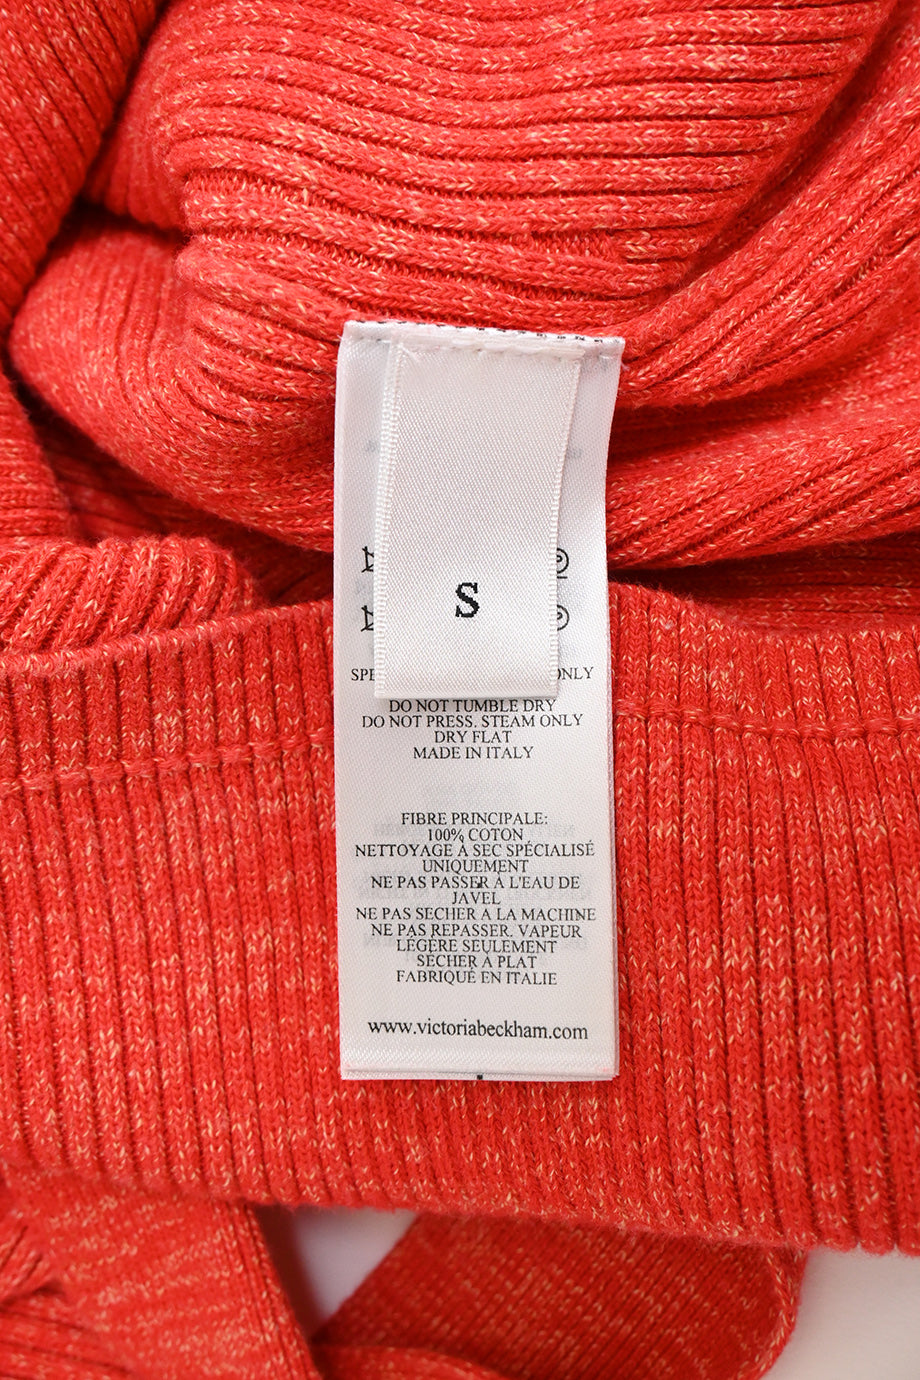 S
ONLY
DO NOT TUMBLE DRY
DO NOT PRESS. STEAM ONLY
DRY FLAT
MADE IN ITALY
FIBRE PRINCIPALE:
100% COTON
NETTOYAGE À SEC SPÉCIALISÉ
UNIQUEMENT
NE PAS PASSER À L'EAU DE
JAVEL
NE PAS SECHER A LA MACHINE
NE PAS REPASSER. VAPEUR
LÉGÈRE SEULEMENT
SÉCHER À PLAT
FABRIQUÉ EN ITALIE
www.victoriabeckham.com